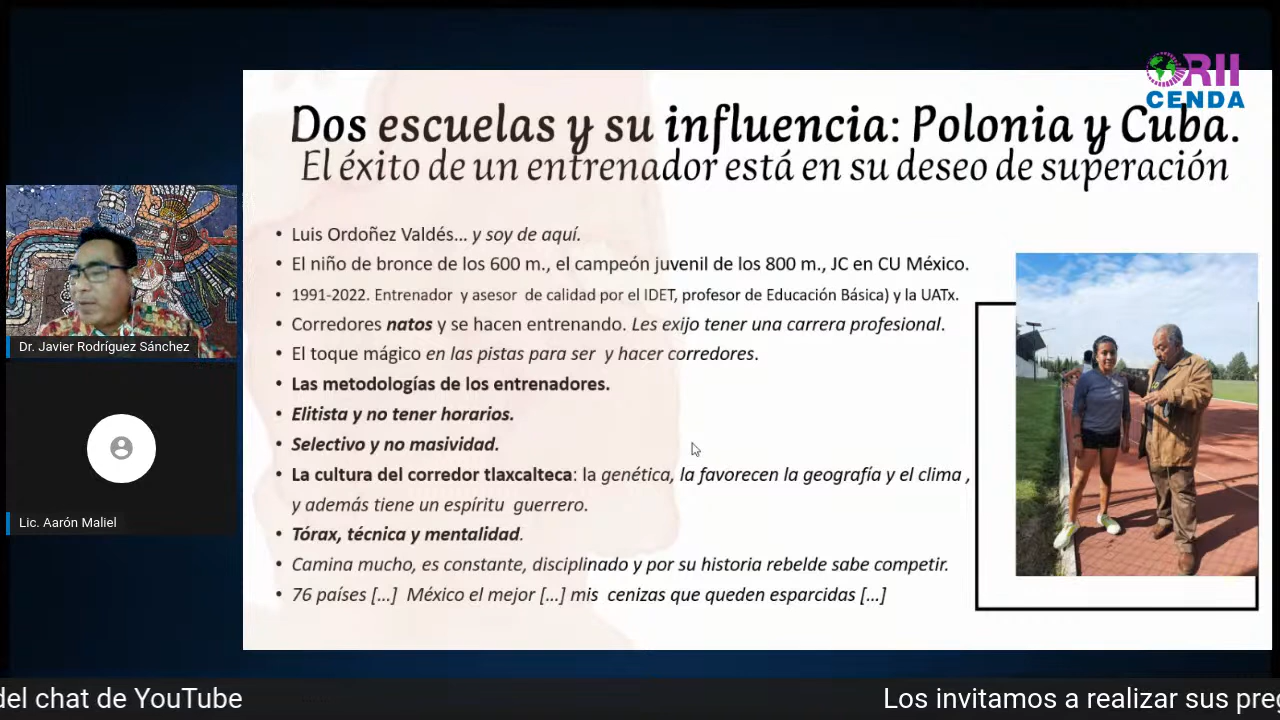 ORII
CENDA
Dos escuelas y su influencia: Polonia y Cuba.
El éxito de un entrenador está en su deseo de superación
• Luis Ordoñez Valdés... y soy de aquí.
• El niño de bronce de los 600 m., el campeón juvenil de los 800 m., JC en CU México.
• 1991-2022. Entrenador y asesor de calidad por el IDET, profesor de Educación Básica) y la UATx.
• Corredores natos y se hacen entrenando. Les exijo tener una carrera profesional.
• El toque mágico en las pistas para ser y hacer corredores.
• Las metodologías de los entrenadores.
• Elitista y no tener horarios.
• Selectivo y no masividad.
• La cultura del corredor tlaxcalteca: la genética, la favorecen la geografía y el clima ,
y además tiene un espíritu guerrero.
• Tórax, técnica y mentalidad.
• Camina mucho, es constante, disciplinado y por su historia rebelde sabe competir.
• 76 países [...] México el mejor [...] mis cenizas que queden esparcidas [...]
Dr. Javier Rodríguez Sánchez
Lic. Aarón Maliel
del chat de YouTube
Los invitamos a realizar sus preg